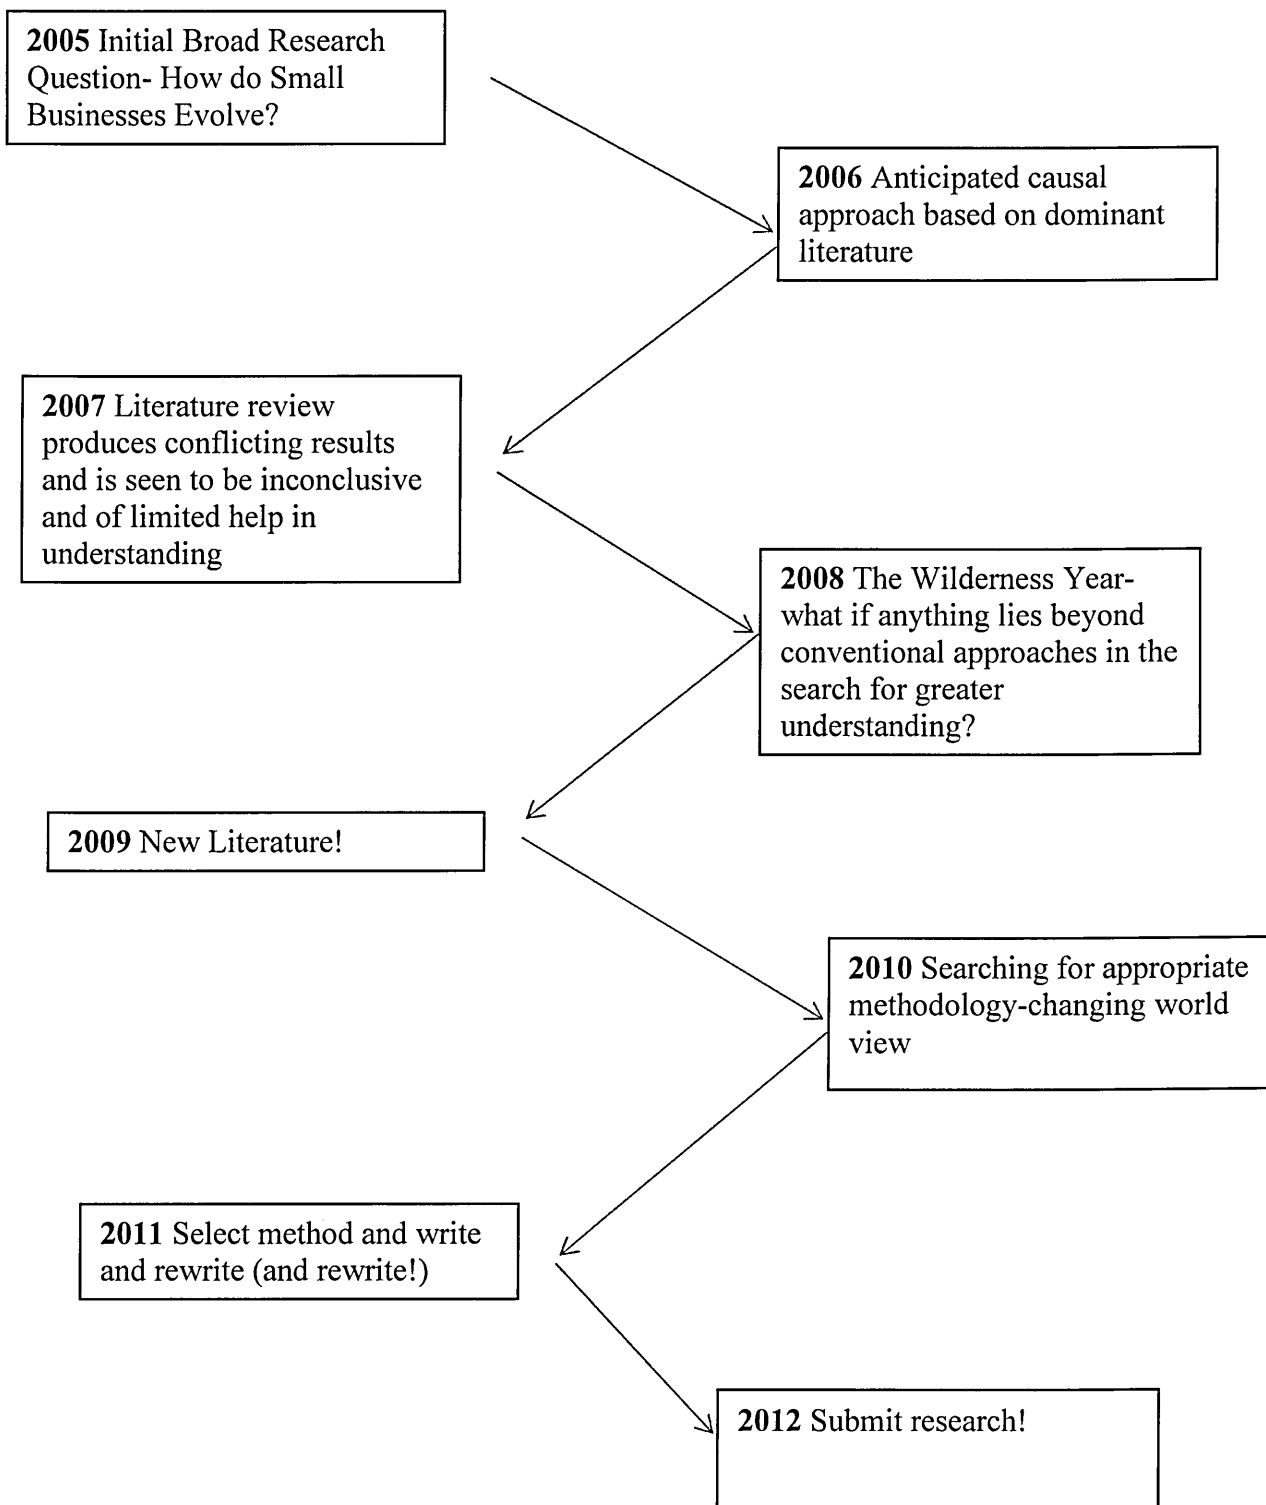 2005 Initial Broad Research
Question- How do Small
Businesses Evolve?
2006 Anticipated causal
approach based on dominant
literature
2007 Literature review
produces conflicting results
and is seen to be inconclusive
and of limited help in
understanding
2008 The Wilderness Year-
what if anything lies beyond
conventional approaches in the
search for greater
understanding?
2009 New Literature!
2010 Searching for appropriate
methodology-changing world
view
2011 Select method and write
and rewrite (and rewrite!)
2012 Submit research!